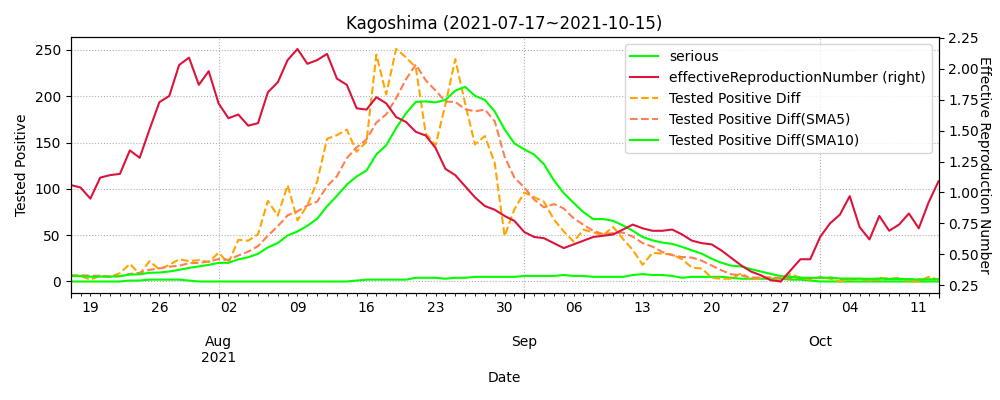 Kagoshima (2021-07-17~2021-10-15)
250
200
150
100
50
0
Tested Positive
2.25
2.00
1.75
1.50
1.25
1.00
0.75
0.50
0.25
Effective Reproduction Number
serious
effectiveReproductionNumber (right)
Tested Positive Diff
Tested Positive Diff(SMA5)
Tested Positive Diff(SMA10)
19 26 02 09 16 23 30 06 13 20 27 04 11
Aug Sep Oct
2021
Date